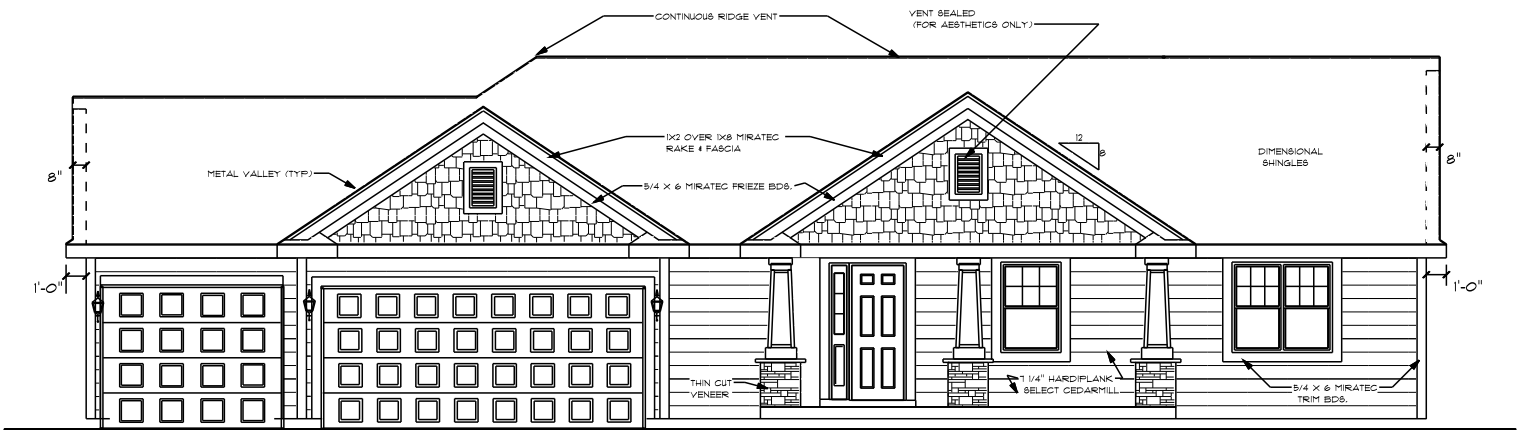 CONTINUOUS RIDGE VENT
VENT SEALED
(FOR AESTHETICS ONLY)
1X2 OVER 1X8 MIRATEC
RAKE & FASCIA
12
8
DIMENSIONAL
SHINGLES
8"
8"
METAL VALLEY (TYP)
5/4 X 6 MIRATEC FRIEZE BDS.
1'-0"
1'-0"
THIN CUT
VENEER
7 1/4" HARDIPLANK
SELECT CEDARMILL
5/4 X 6 MIRATEC
TRIM BDS.